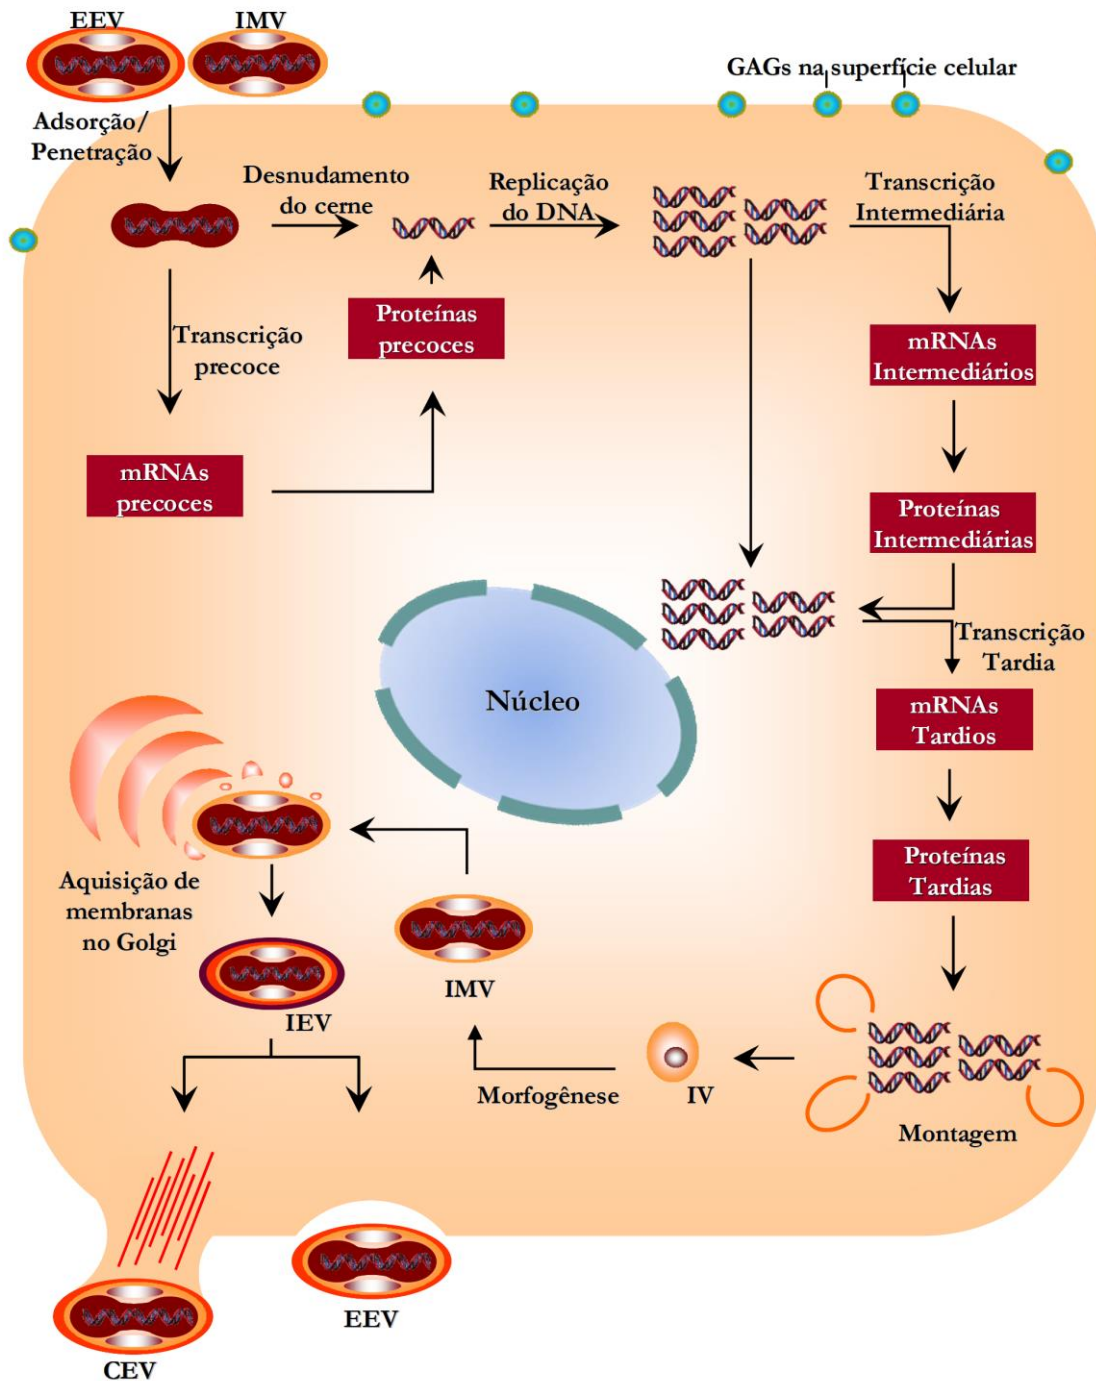 EEV
IMV
GAGs na superfície celular
Adsorção/
Penetração
Desnudamento
do cerne
Replicação
do DNA
Transcrição
Intermediária
Transcrição
precoce
Proteínas
precoces
mRNAs
Intermediários
mRNAs
precoces
Proteínas
Intermediárias
Transcrição
Tardia
Núcleo
mRNAs
Tardios
Proteínas
Tardias
Aquisição de
membranas
no Golgi
IMV
IEV
Morfogênese
IV
Montagem
EEV
CEV